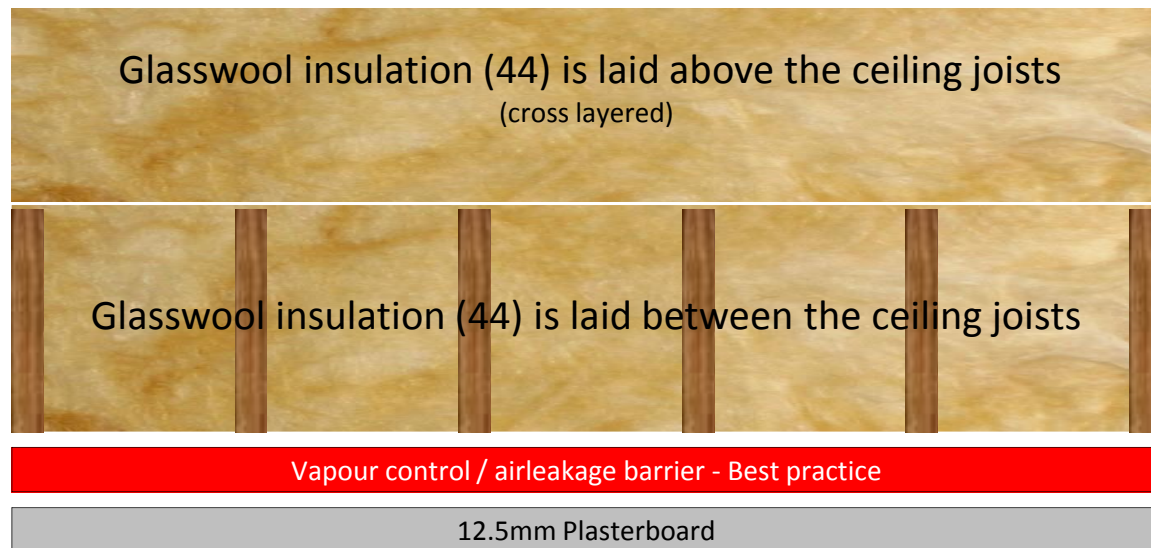 Glasswool insulation (44) is laid above the ceiling joists
(cross layered)
Glasswool insulation (44) is laid between the ceiling joists
Vapour control / airleakage barrier - Best practice
12.5mm Plasterboard